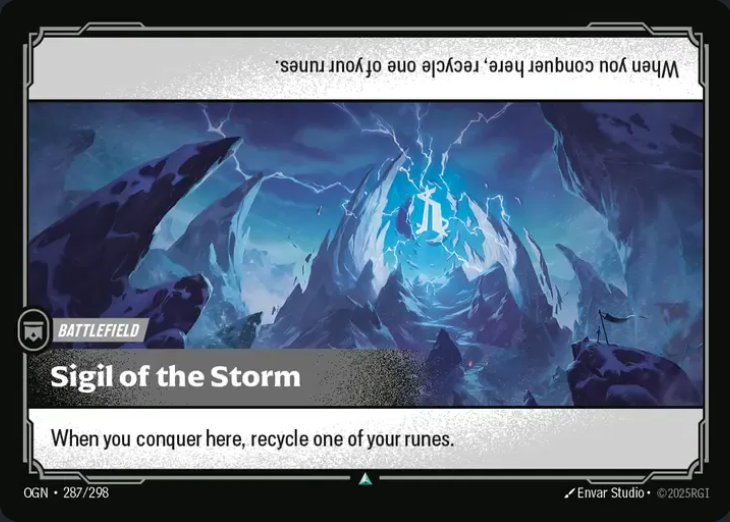 When you conquer here, recycle one of your runes.
BATTLEFIELD
Sigil of the Storm
When you conquer here, recycle one of your runes.
OGN • 287/298
Envar Studio • ©2025RGI